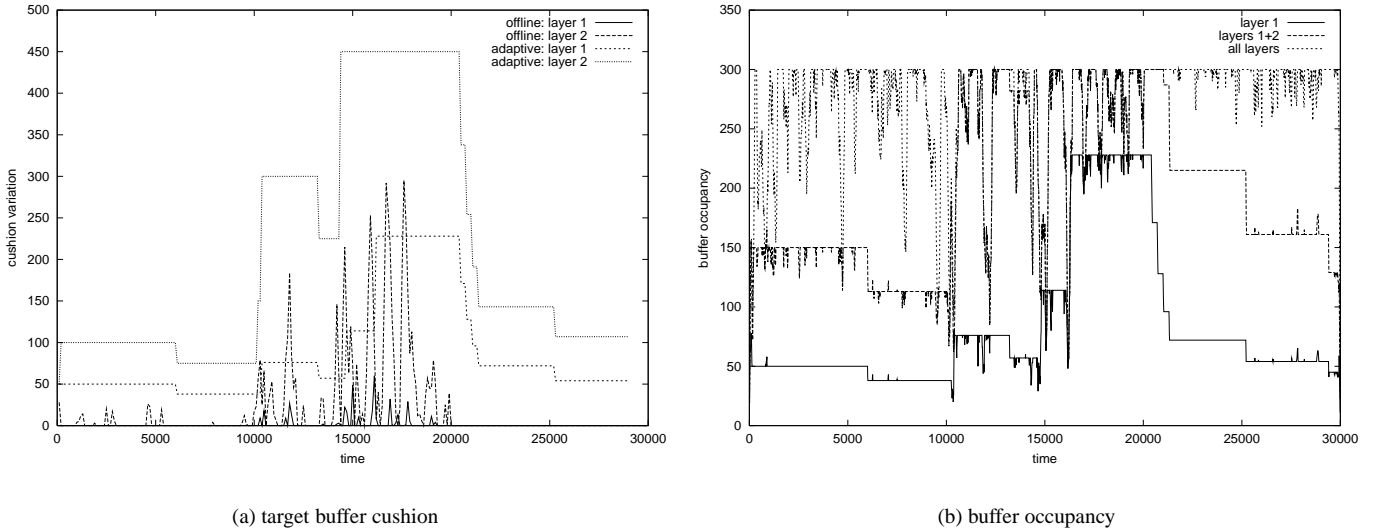 500
450
400
350
300
250
200
150
100
50
0
cushion variation
0 5000 10000 15000 20000 25000 30000
time
offline: layer 1
offline: layer 2
adaptive: layer 1
adaptive: layer 2
(a) target buffer cushion
350
300
250
200
150
100
50
0
buffer occupancy
0 5000 10000 15000 20000 25000 30000
time
layer 1
layers 1+2
all layers
(b) buffer occupancy